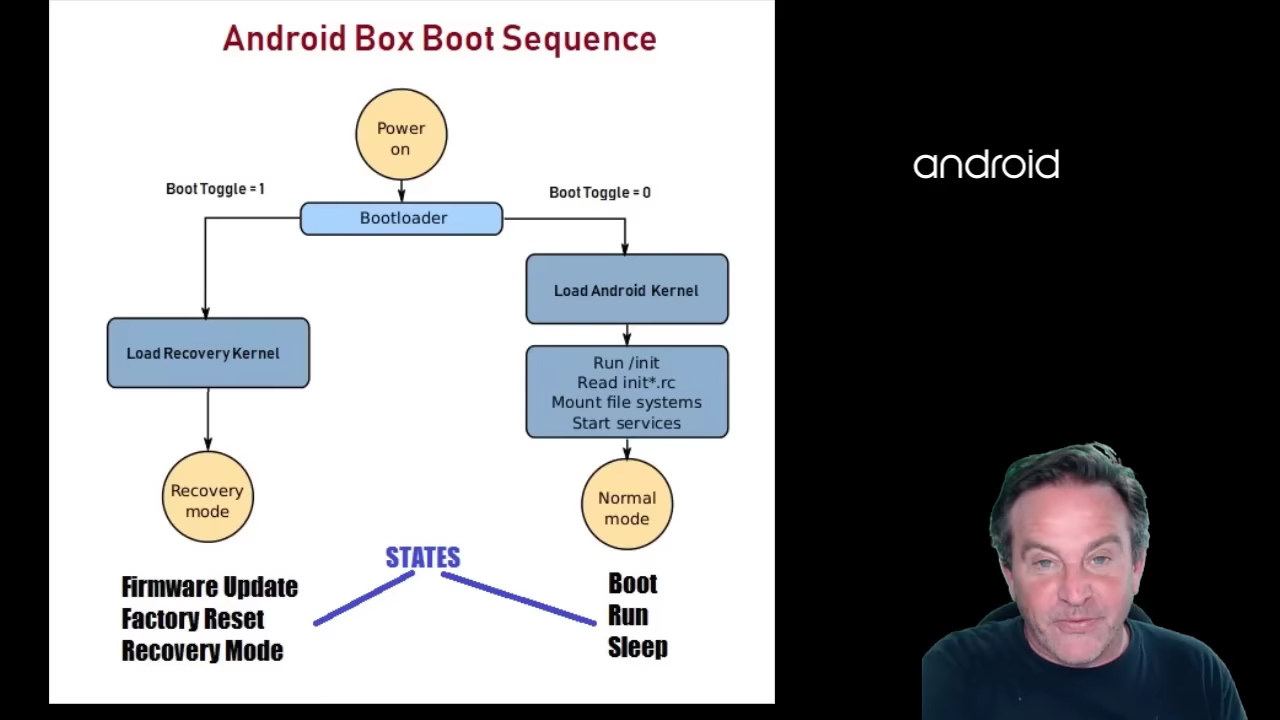 Android Box Boot Sequence
Power
on
Boot Toggle = 1
Boot Toggle = 0
Bootloader
android
Load Android Kernel
Load Recovery Kernel
Run /init
Read init*.rc
Mount file systems
Start services
Recovery
mode
Normal
mode
STATES
Firmware Update
Factory Reset
Recovery Mode
Boot
Run
Sleep